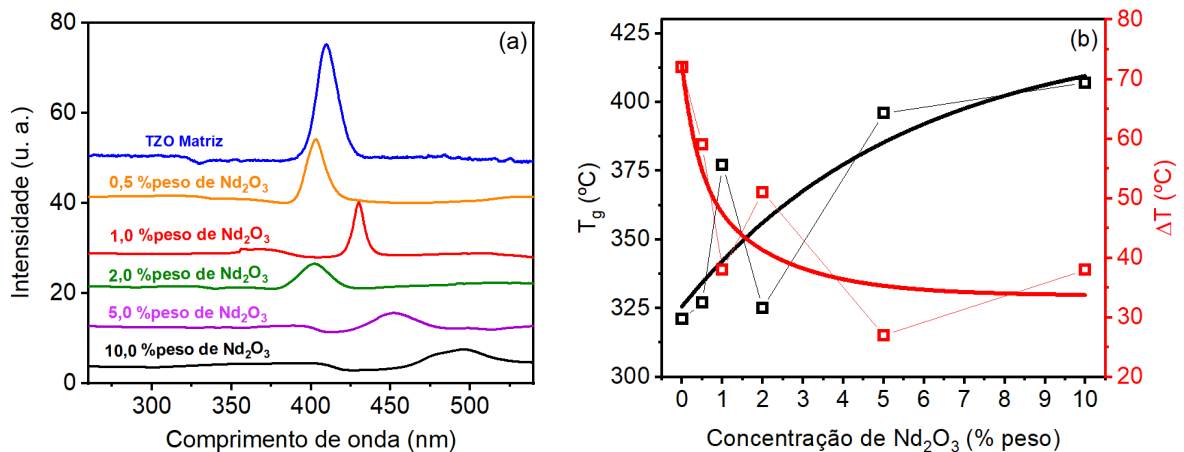 (a)
Intensidade (u. a.)
80
60
40
20
0
TZO Matriz
0,5 %peso de Nd₂O₃
1,0 %peso de Nd₂O₃
2,0 %peso de Nd₂O₃
5,0 %peso de Nd₂O₃
10,0 %peso de Nd₂O₃
300 350 400 450 500
Comprimento de onda (nm)
(b)
Tg (ºC)
425
400
375
350
325
300
80
70
60
50
40
30
20
ΔT (ºC)
0 1 2 3 4 5 6 7 8 9 10
Concentração de Nd₂O₃ (% peso)